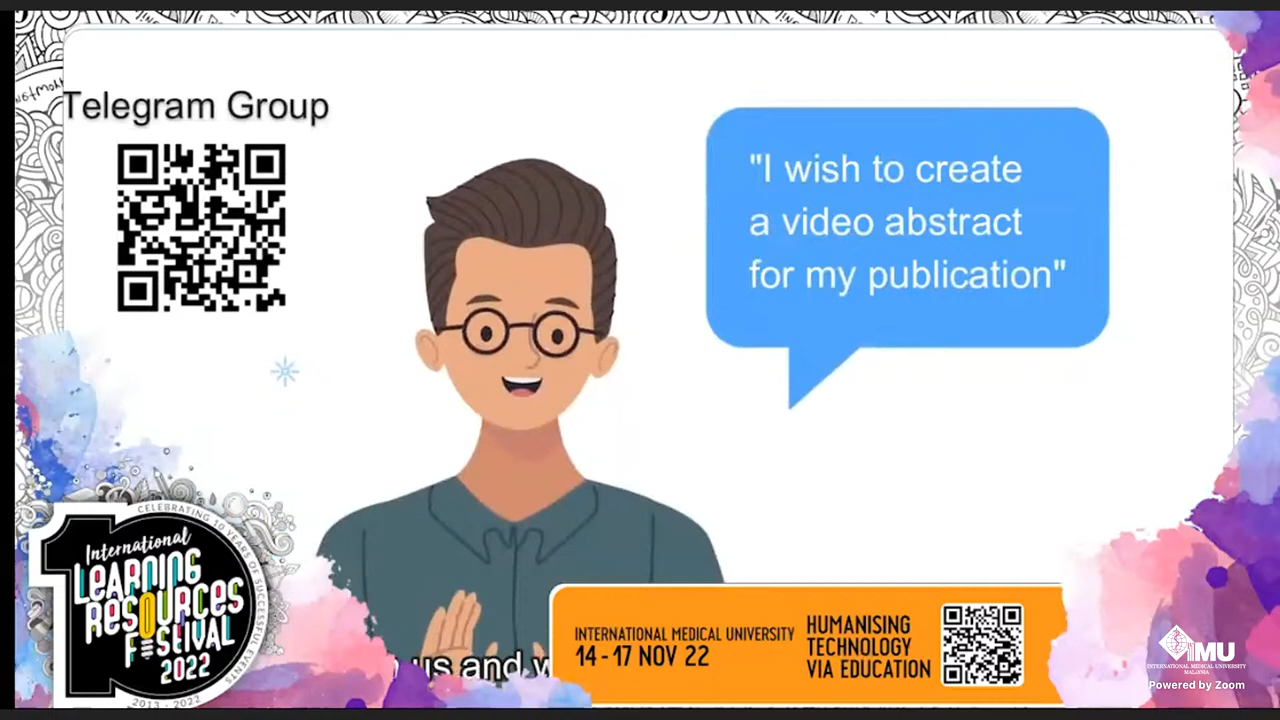 Telegram Group
"I wish to create
a video abstract
for my publication"
CELEBRATING 10 YEARS OF SUCCESSFUL EVENTS
10
International
LEARNING
RESOURCES
FESTIVAL
2022
2013 - 2022
us and
INTERNATIONAL MEDICAL UNIVERSITY
14 - 17 NOV 22
HUMANISING
TECHNOLOGY
VIA EDUCATION
IMU
INTERNATIONAL MEDICAL UNIVERSITY
MALAYSIA
Powered by Zoom